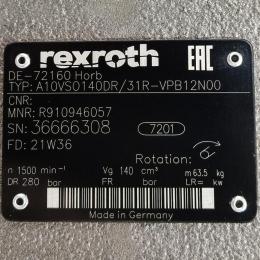 rexroth EAC
DE-72160 Horb
TYP: A10VSO140DR/31R-VPB12N00
CNR:
MNR: R910946057
SN: 36666308 7201
FD: 21W36
Rotation:
n 1500 min⁻¹ Vg 140 cm³ m 63.5 kg
DR 280 bar FL bar LR= kw
Made in Germany